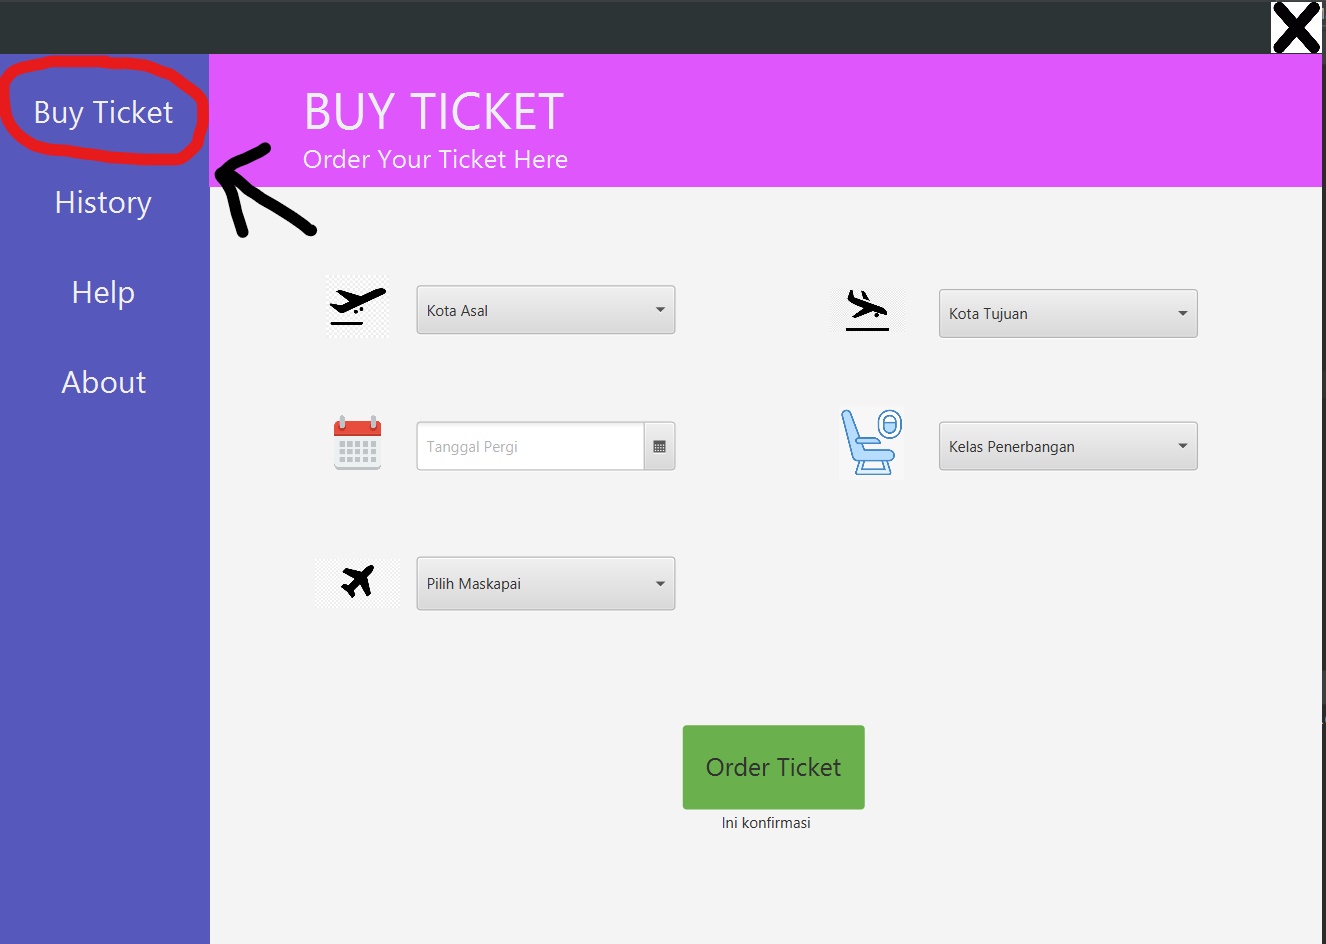 Buy Ticket
History
Help
About
BUY TICKET
Order Your Ticket Here
Kota Asal
Kota Tujuan
Tanggal Pergi
Kelas Penerbangan
Pilih Maskapai
Order Ticket
Ini konfirmasi